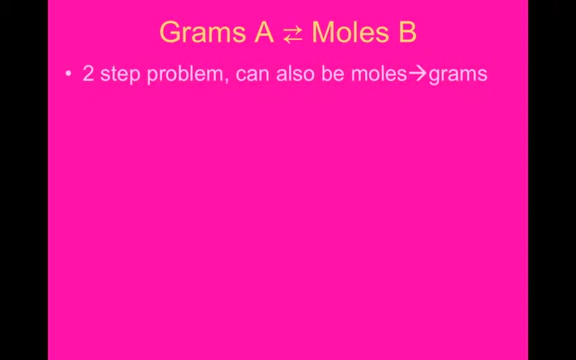 Grams A ⇄ Moles B
• 2 step problem, can also be moles→grams